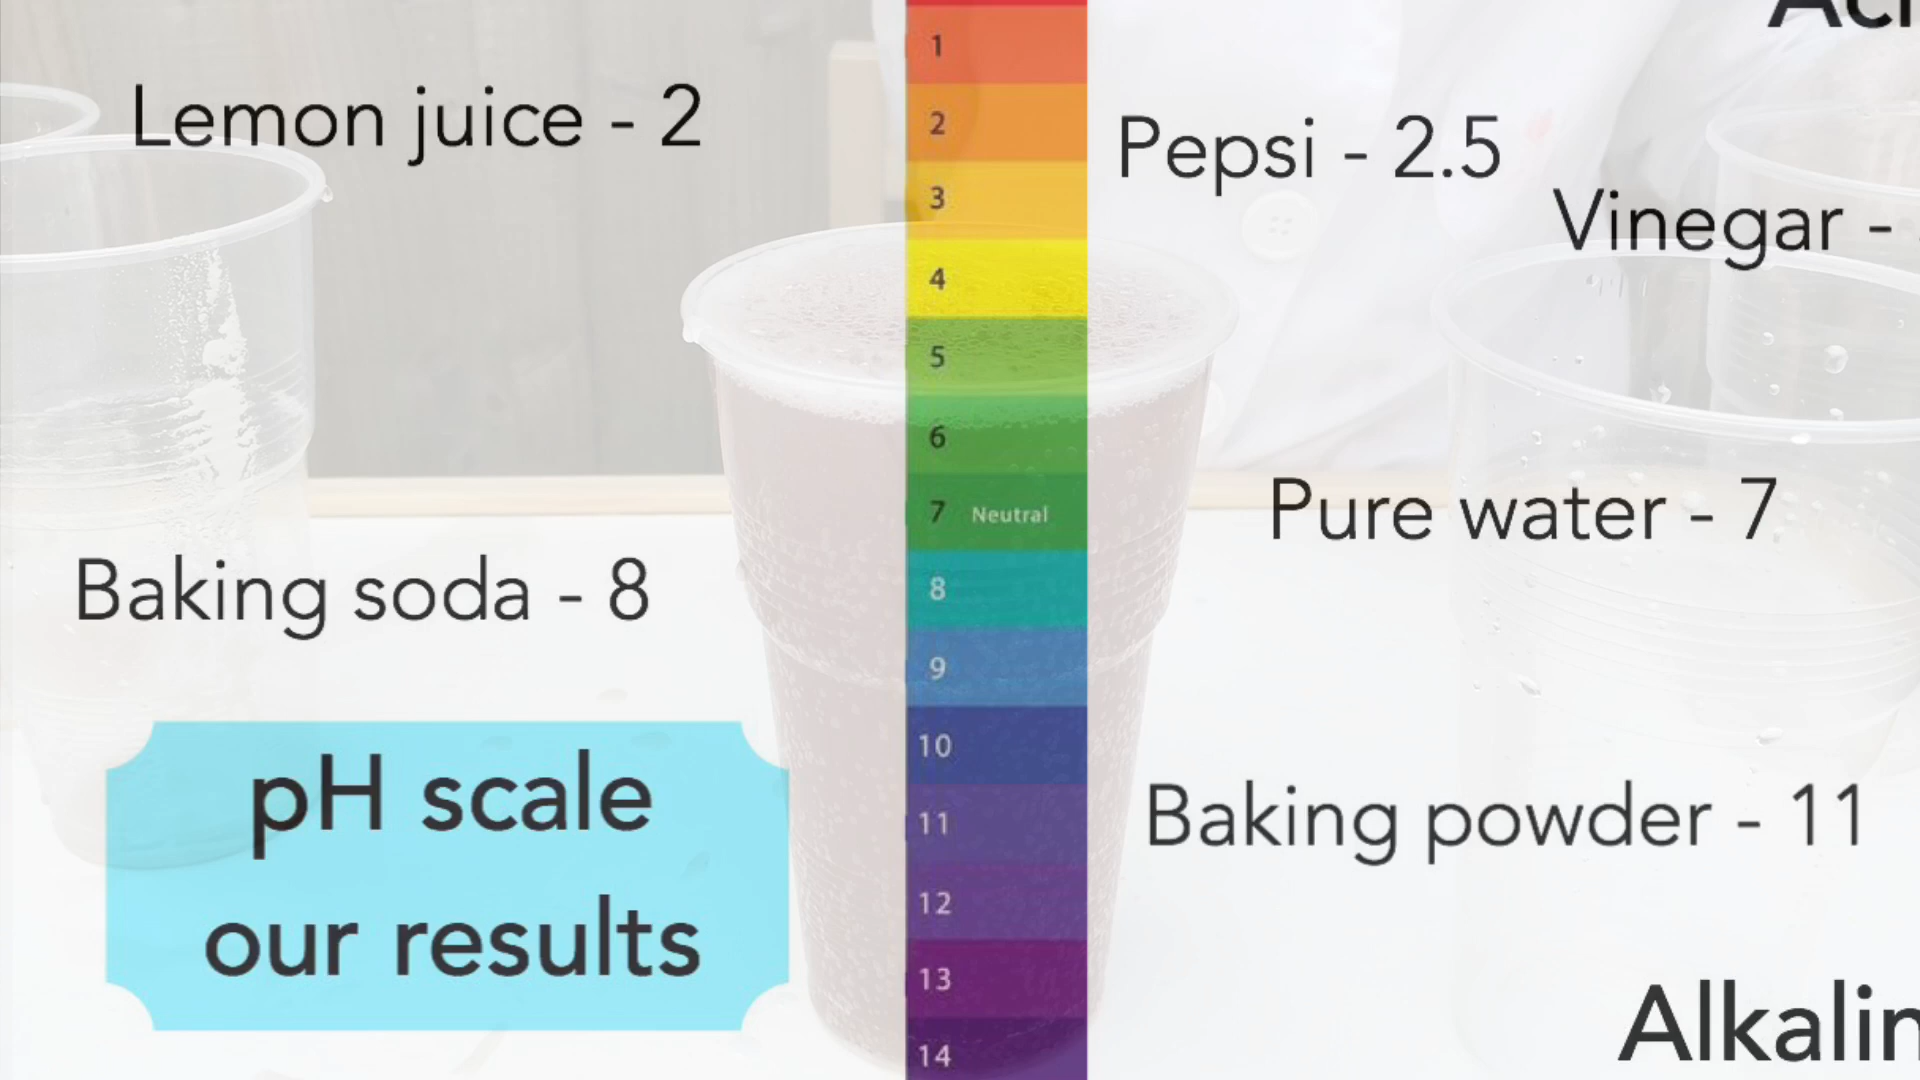 Lemon juice - 2
Pepsi - 2.5
Vinegar -
Pure water - 7
Baking soda - 8
Baking powder - 11
pH scale
our results
1
2
3
4
5
6
7 Neutral
8
9
10
11
12
13
14